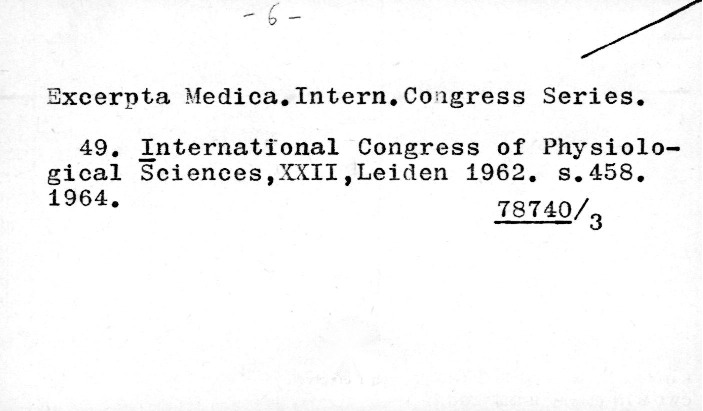 - 6 -
Excerpta Medica.Intern.Congress Series.
49. International Congress of Physiolo-
gical Sciences,XXII,Leiden 1962. s.458.
1964.
78740/3